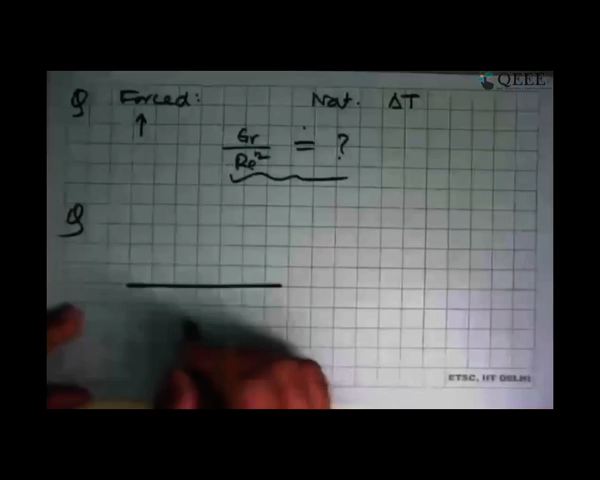 QEEE
Q Forced: Nat. ΔT
↑
Gr/Re² = ?
Q
ETSC, IIT DELHI